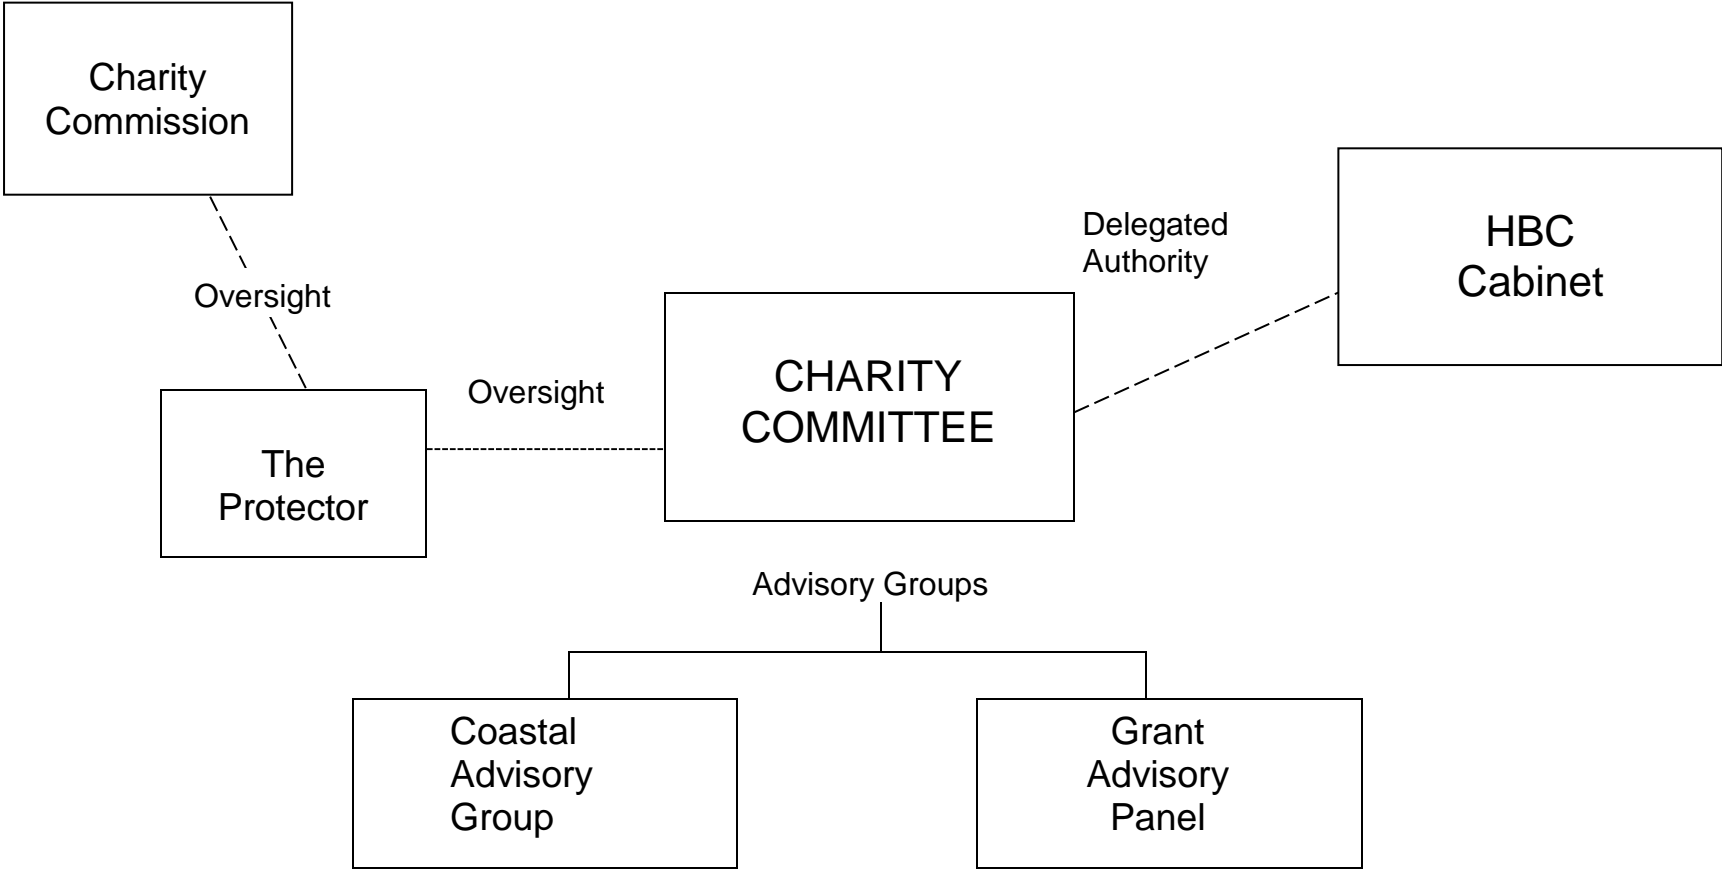 Charity
Commission
Delegated
Authority
HBC
Cabinet
Oversight
Oversight
CHARITY
COMMITTEE
The
Protector
Advisory Groups
Coastal
Advisory
Group
Grant
Advisory
Panel